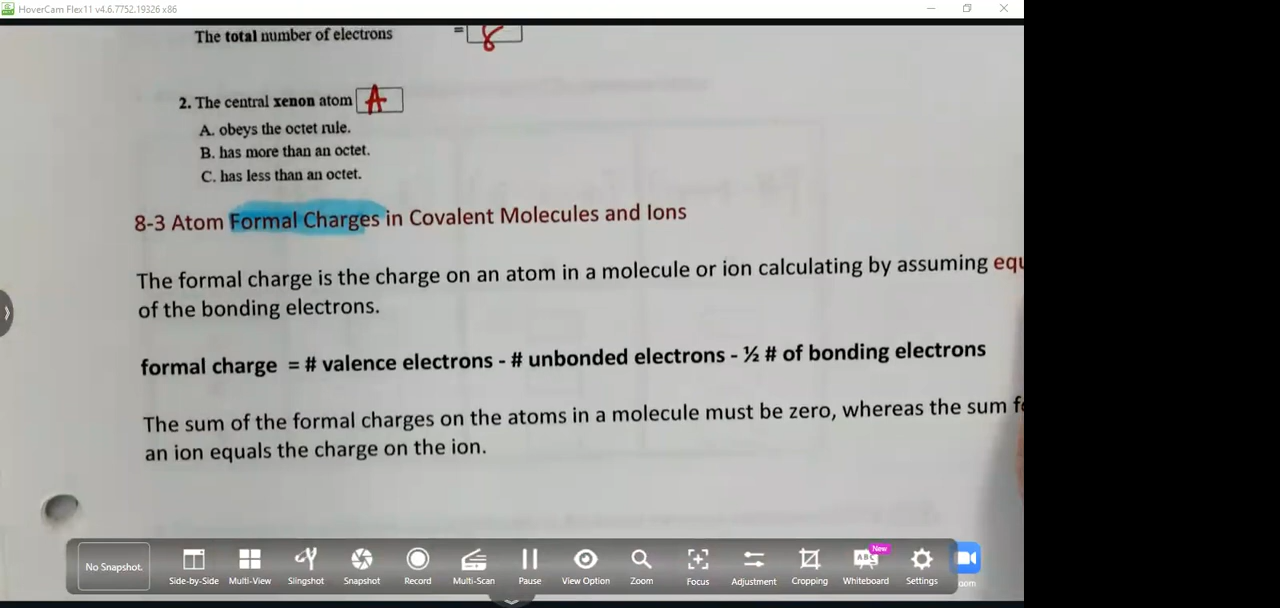 HoverCam Flex11 v4.6.7752.19326 x86
The total number of electrons = 8
2. The central xenon atom A
A. obeys the octet rule.
B. has more than an octet.
C. has less than an octet.
8-3 Atom Formal Charges in Covalent Molecules and Ions
The formal charge is the charge on an atom in a molecule or ion calculating by assuming equ
of the bonding electrons.
formal charge = # valence electrons - # unbonded electrons - ½ # of bonding electrons
The sum of the formal charges on the atoms in a molecule must be zero, whereas the sum f
an ion equals the charge on the ion.
No Snapshot.
Side-by-Side Multi-View Slingshot Snapshot Record Multi-Scan Pause View Option Zoom Focus Adjustment Cropping ABC New Whiteboard Settings oom